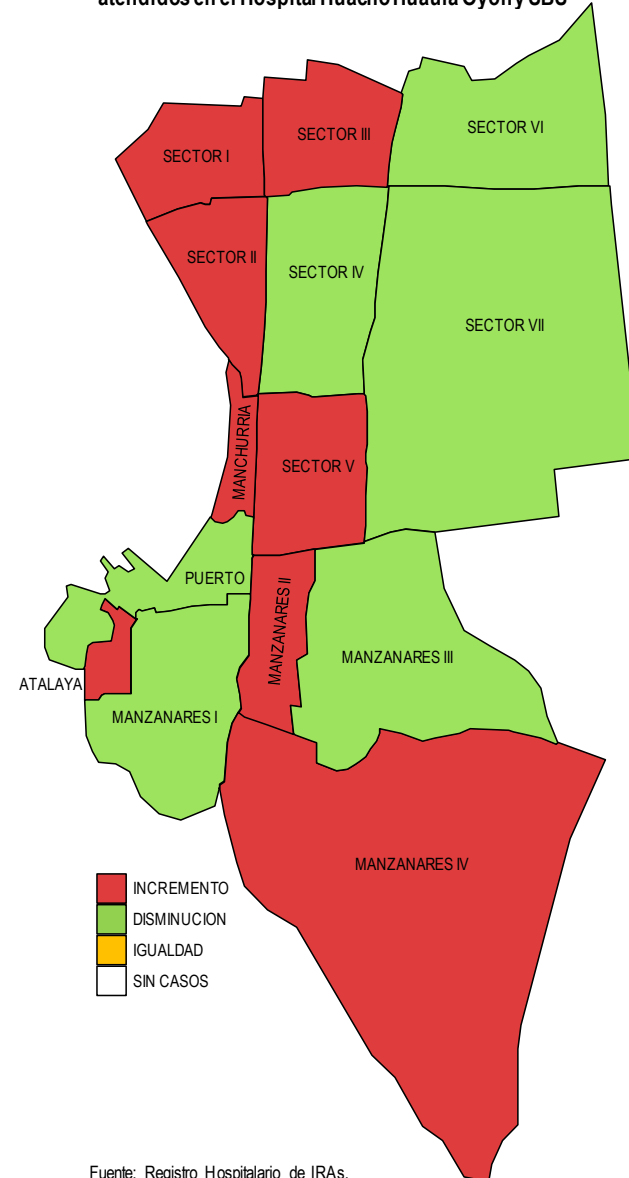 atendidos en el Hospital Huacho Huaura Oyon y SBS
SECTOR VI
SECTOR III
SECTOR I
SECTOR II
SECTOR IV
SECTOR VII
MANCHURRIA
SECTOR V
PUERTO
MANZANARES II
MANZANARES III
ATALAYA
MANZANARES I
MANZANARES IV
INCREMENTO
DISMINUCION
IGUALDAD
SIN CASOS
Fuente: Registro Hospitalario de IRAs.